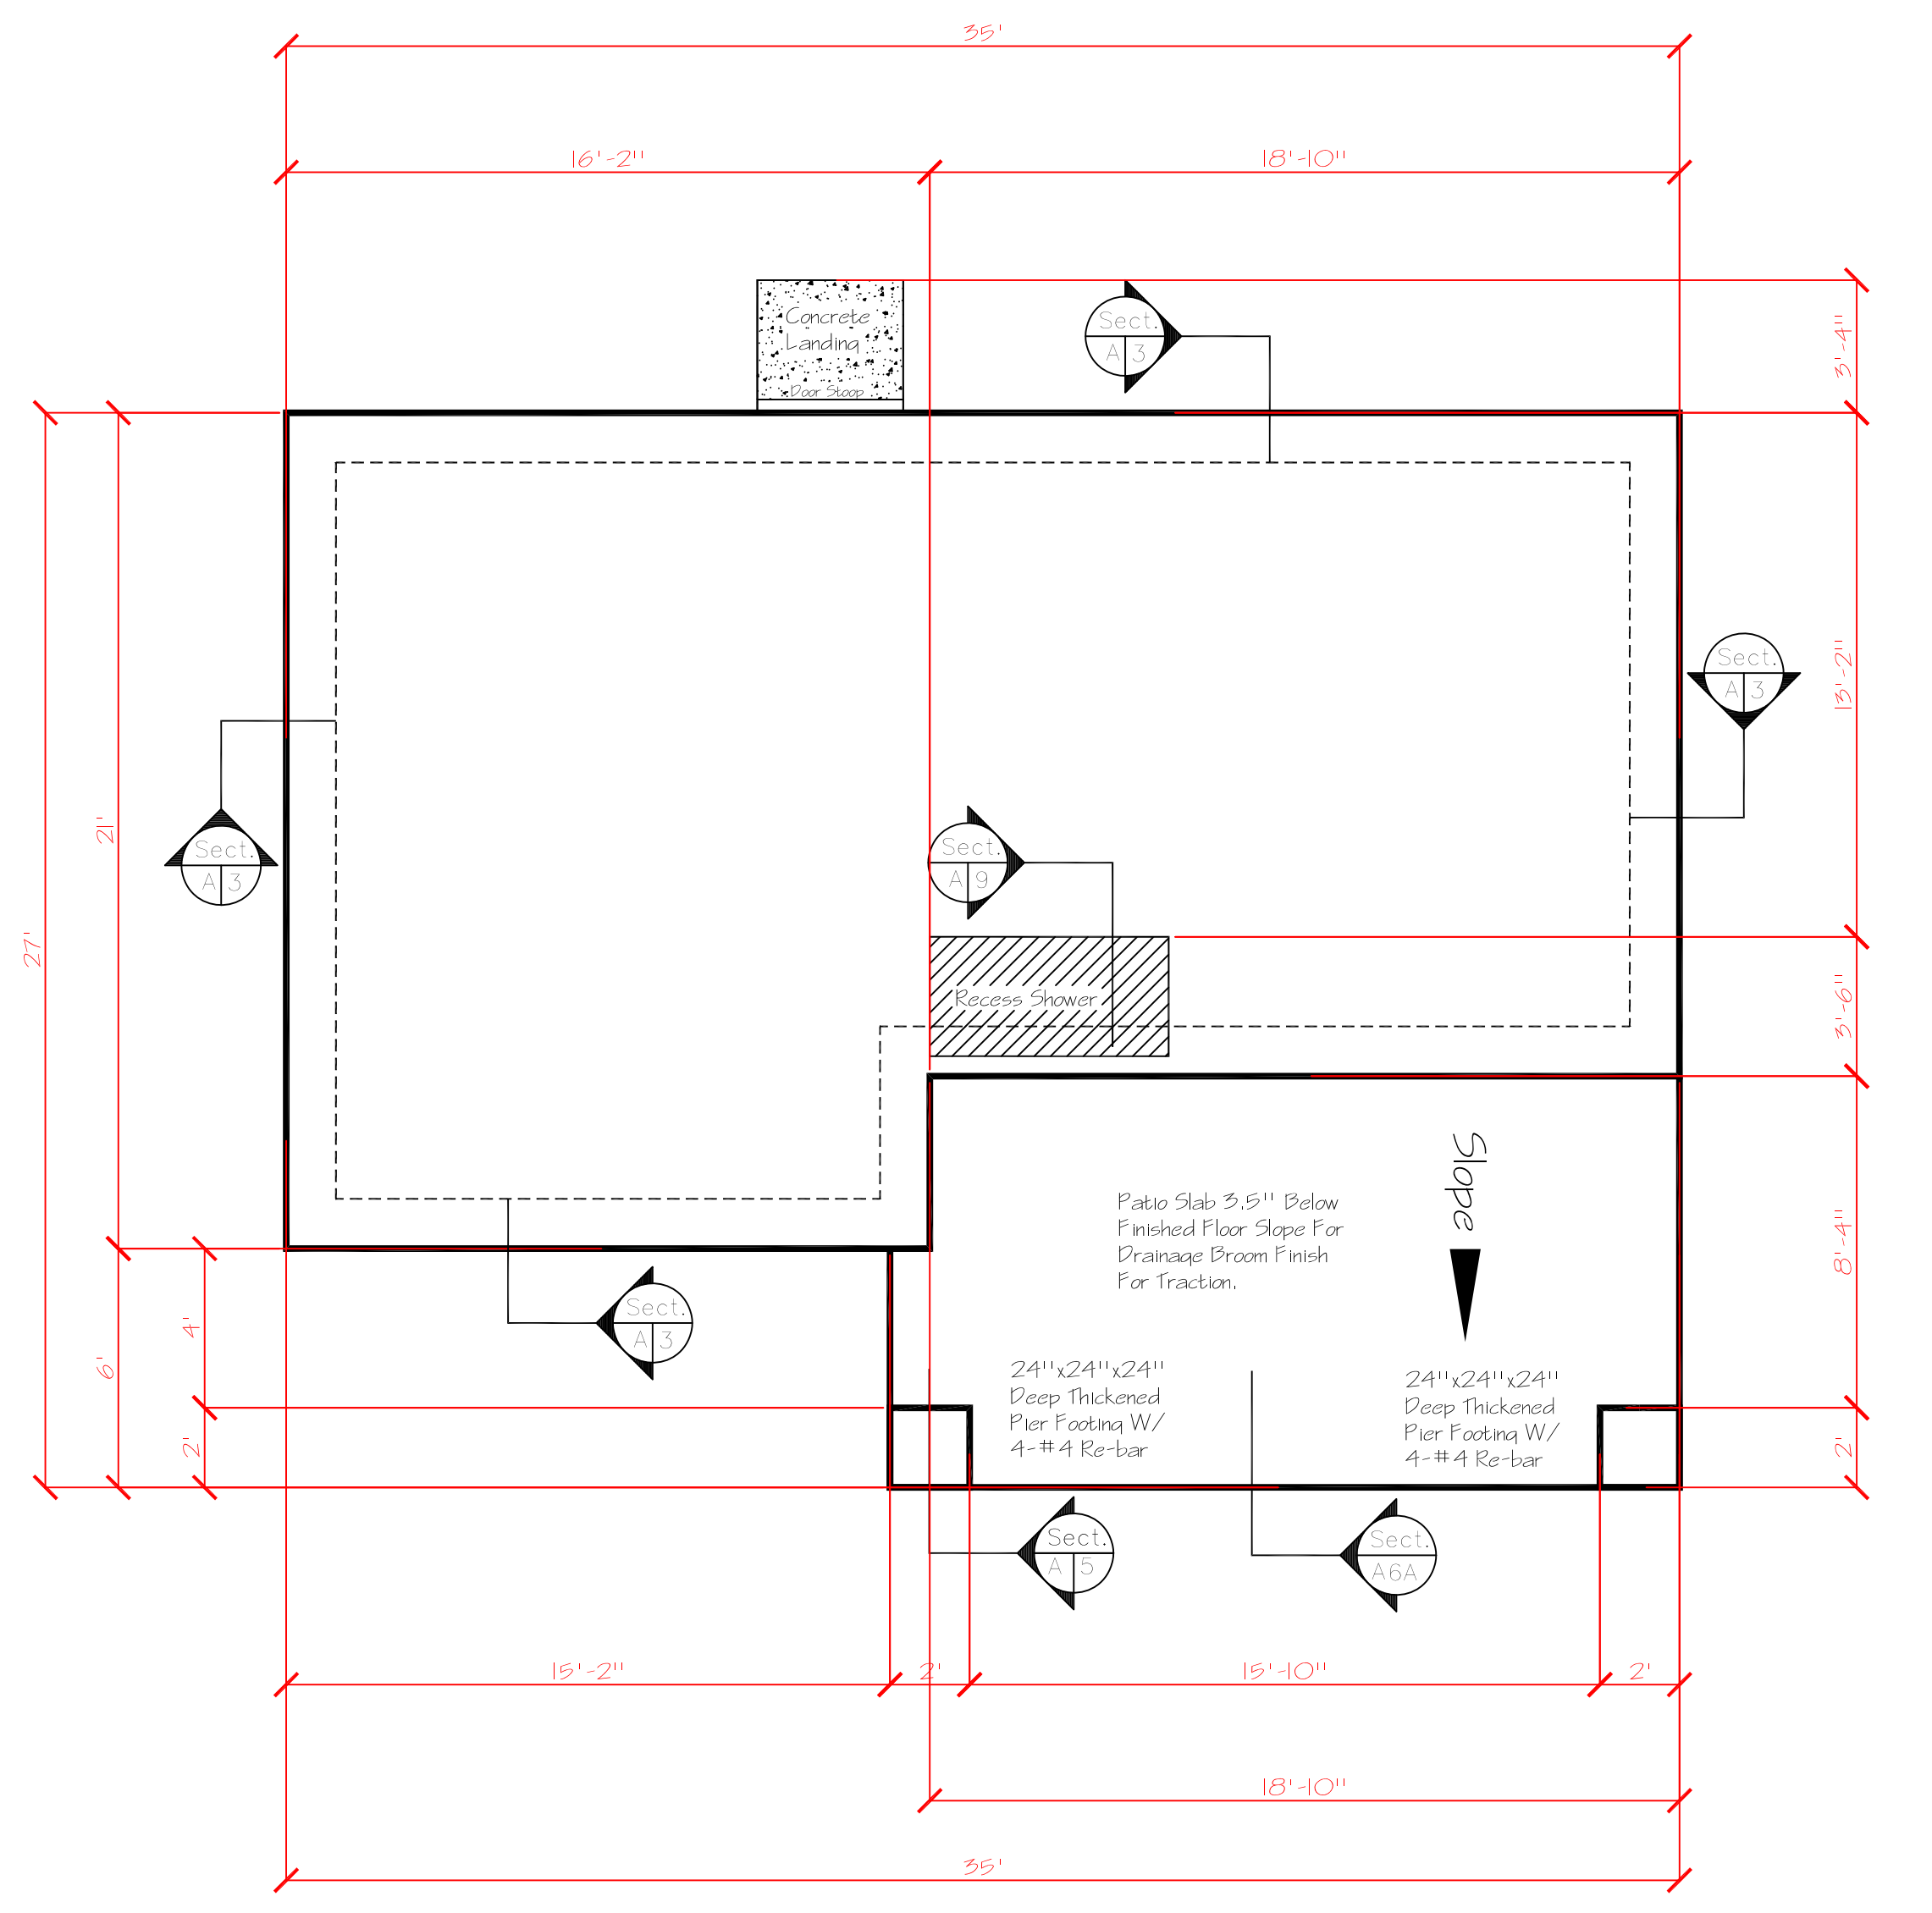 35'
16'-2"
18'-10"
Concrete
Landing
Door Stoop
Sect.
A 3
3'-4"
Sect.
A 3
13'-2"
21'
Sect.
A 3
Sect.
A 9
27'
Recess Shower
3'-6"
Slope
Patio Slab 3.5" Below
Finished Floor Slope For
Drainage Broom Finish
For Traction.
8'-4"
4'
6'
Sect.
A 3
24"x24"x24"
Deep Thickened
Pier Footing W/
4-#4 Re-bar
24"x24"x24"
Deep Thickened
Pier Footing W/
4-#4 Re-bar
2'
2'
Sect.
A 5
Sect.
A6A
15'-2"
2'
15'-10"
2'
18'-10"
35'